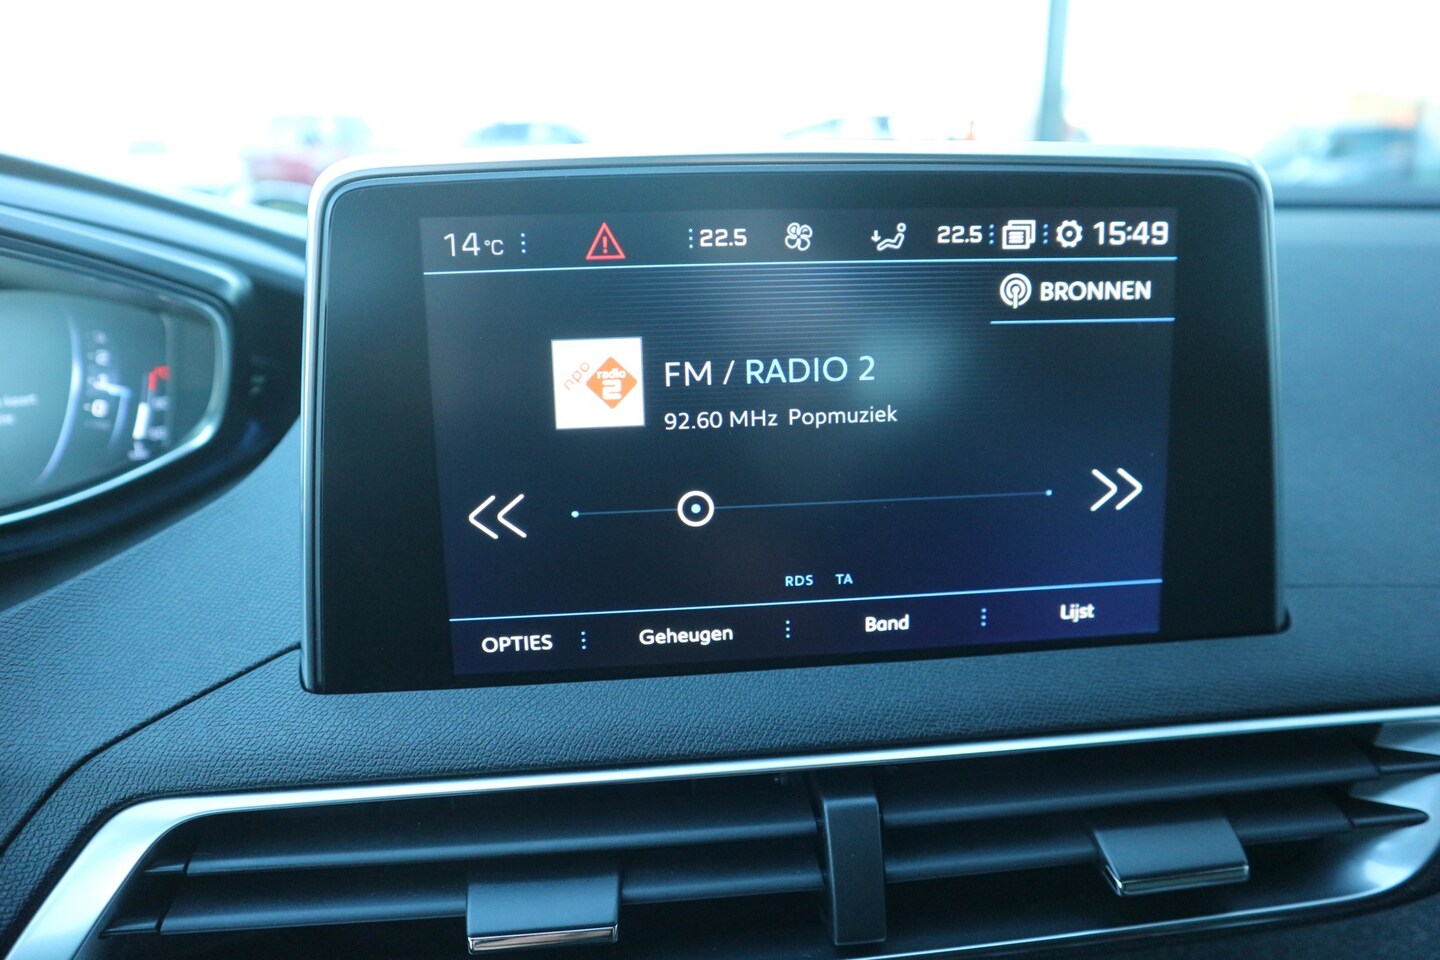 14°C 22.5 22.5 15:49
BRONNEN
npo radio 2
FM / RADIO 2
92.60 MHz Popmuziek
RDS TA
OPTIES Geheugen Band Lijst